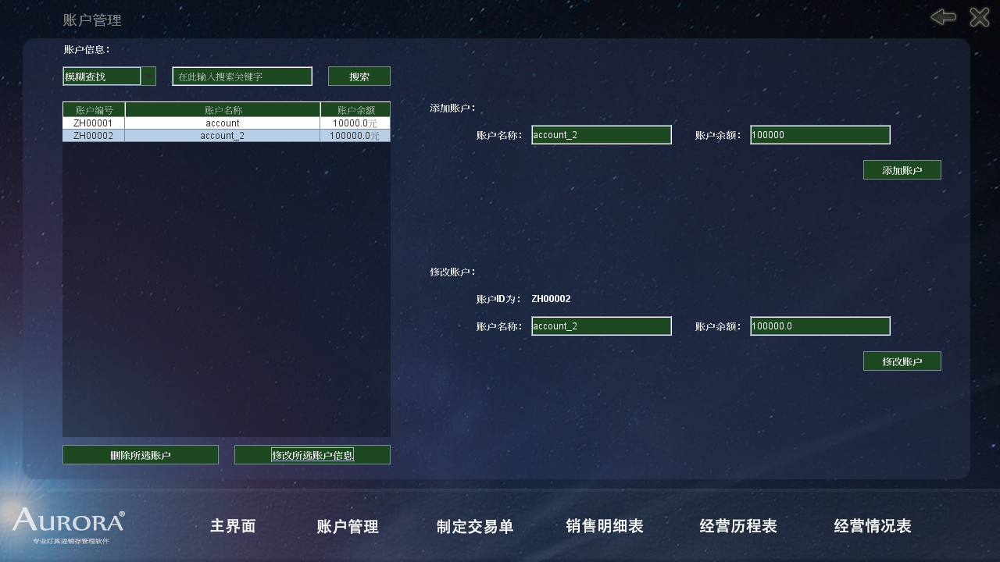 账户管理
账户信息：
模糊查找 在此输入搜索关键字 搜索
账户编号 账户名称 账户余额
ZH00001 account 10000.0元
ZH00002 account_2 100000.0元
添加账户：
账户名称： account_2 账户余额： 100000
添加账户
修改账户：
账户ID为： ZH00002
账户名称： account_2 账户余额： 100000.0
修改账户
删除所选账户 修改所选账户信息
AURORA®
专业灯具进销存管理软件
主界面 账户管理 制定交易单 销售明细表 经营历程表 经营情况表